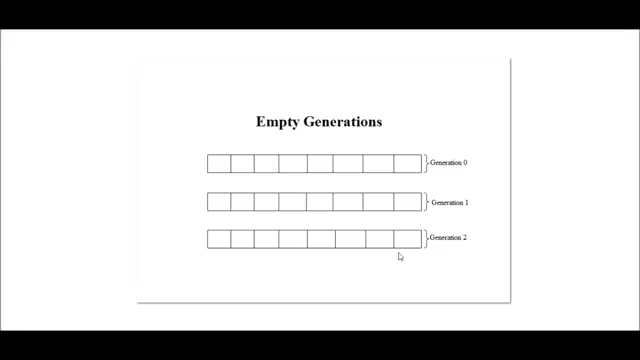 Empty Generations
Generation 0
Generation 1
Generation 2